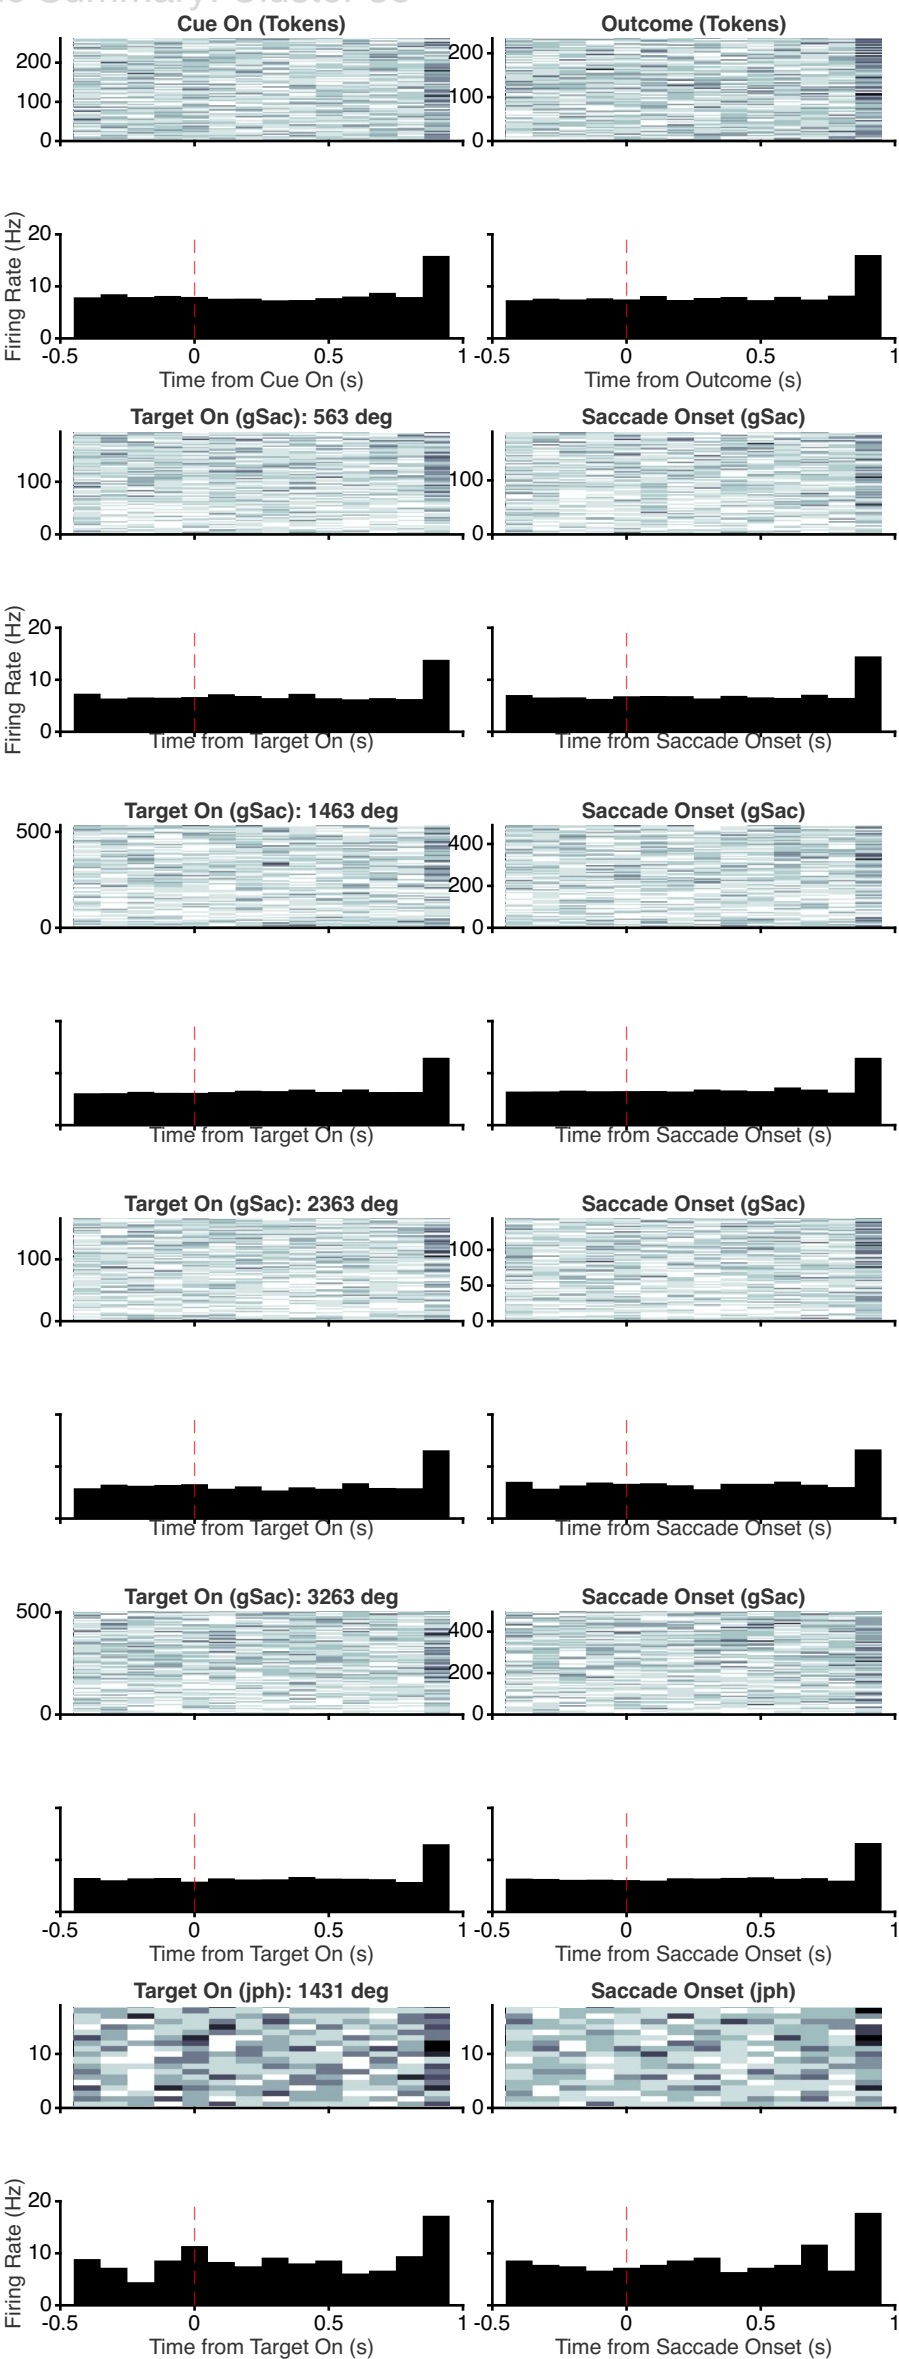 Summary: Cluster
Cue On (Tokens) Outcome (Tokens)
200 200
100 100
0 0
Firing Rate (Hz)
20
10
0
-0.5 0 0.5 1 -0.5 0 0.5 1
Time from Cue On (s) Time from Outcome (s)
Target On (gSac): 563 deg Saccade Onset (gSac)
100 100
0 0
Firing Rate (Hz)
20
10
0
Time from Target On (s) Time from Saccade Onset (s)
Target On (gSac): 1463 deg Saccade Onset (gSac)
500 400
200
0 0
Time from Target On (s) Time from Saccade Onset (s)
Target On (gSac): 2363 deg Saccade Onset (gSac)
100 100
50
0 0
Time from Target On (s) Time from Saccade Onset (s)
Target On (gSac): 3263 deg Saccade Onset (gSac)
500 400
200
0 0
-0.5 0 0.5 1 -0.5 0 0.5 1
Time from Target On (s) Time from Saccade Onset (s)
Target On (jph): 1431 deg Saccade Onset (jph)
10 10
0 0
Firing Rate (Hz)
20
10
0
-0.5 0 0.5 1 -0.5 0 0.5 1
Time from Target On (s) Time from Saccade Onset (s)